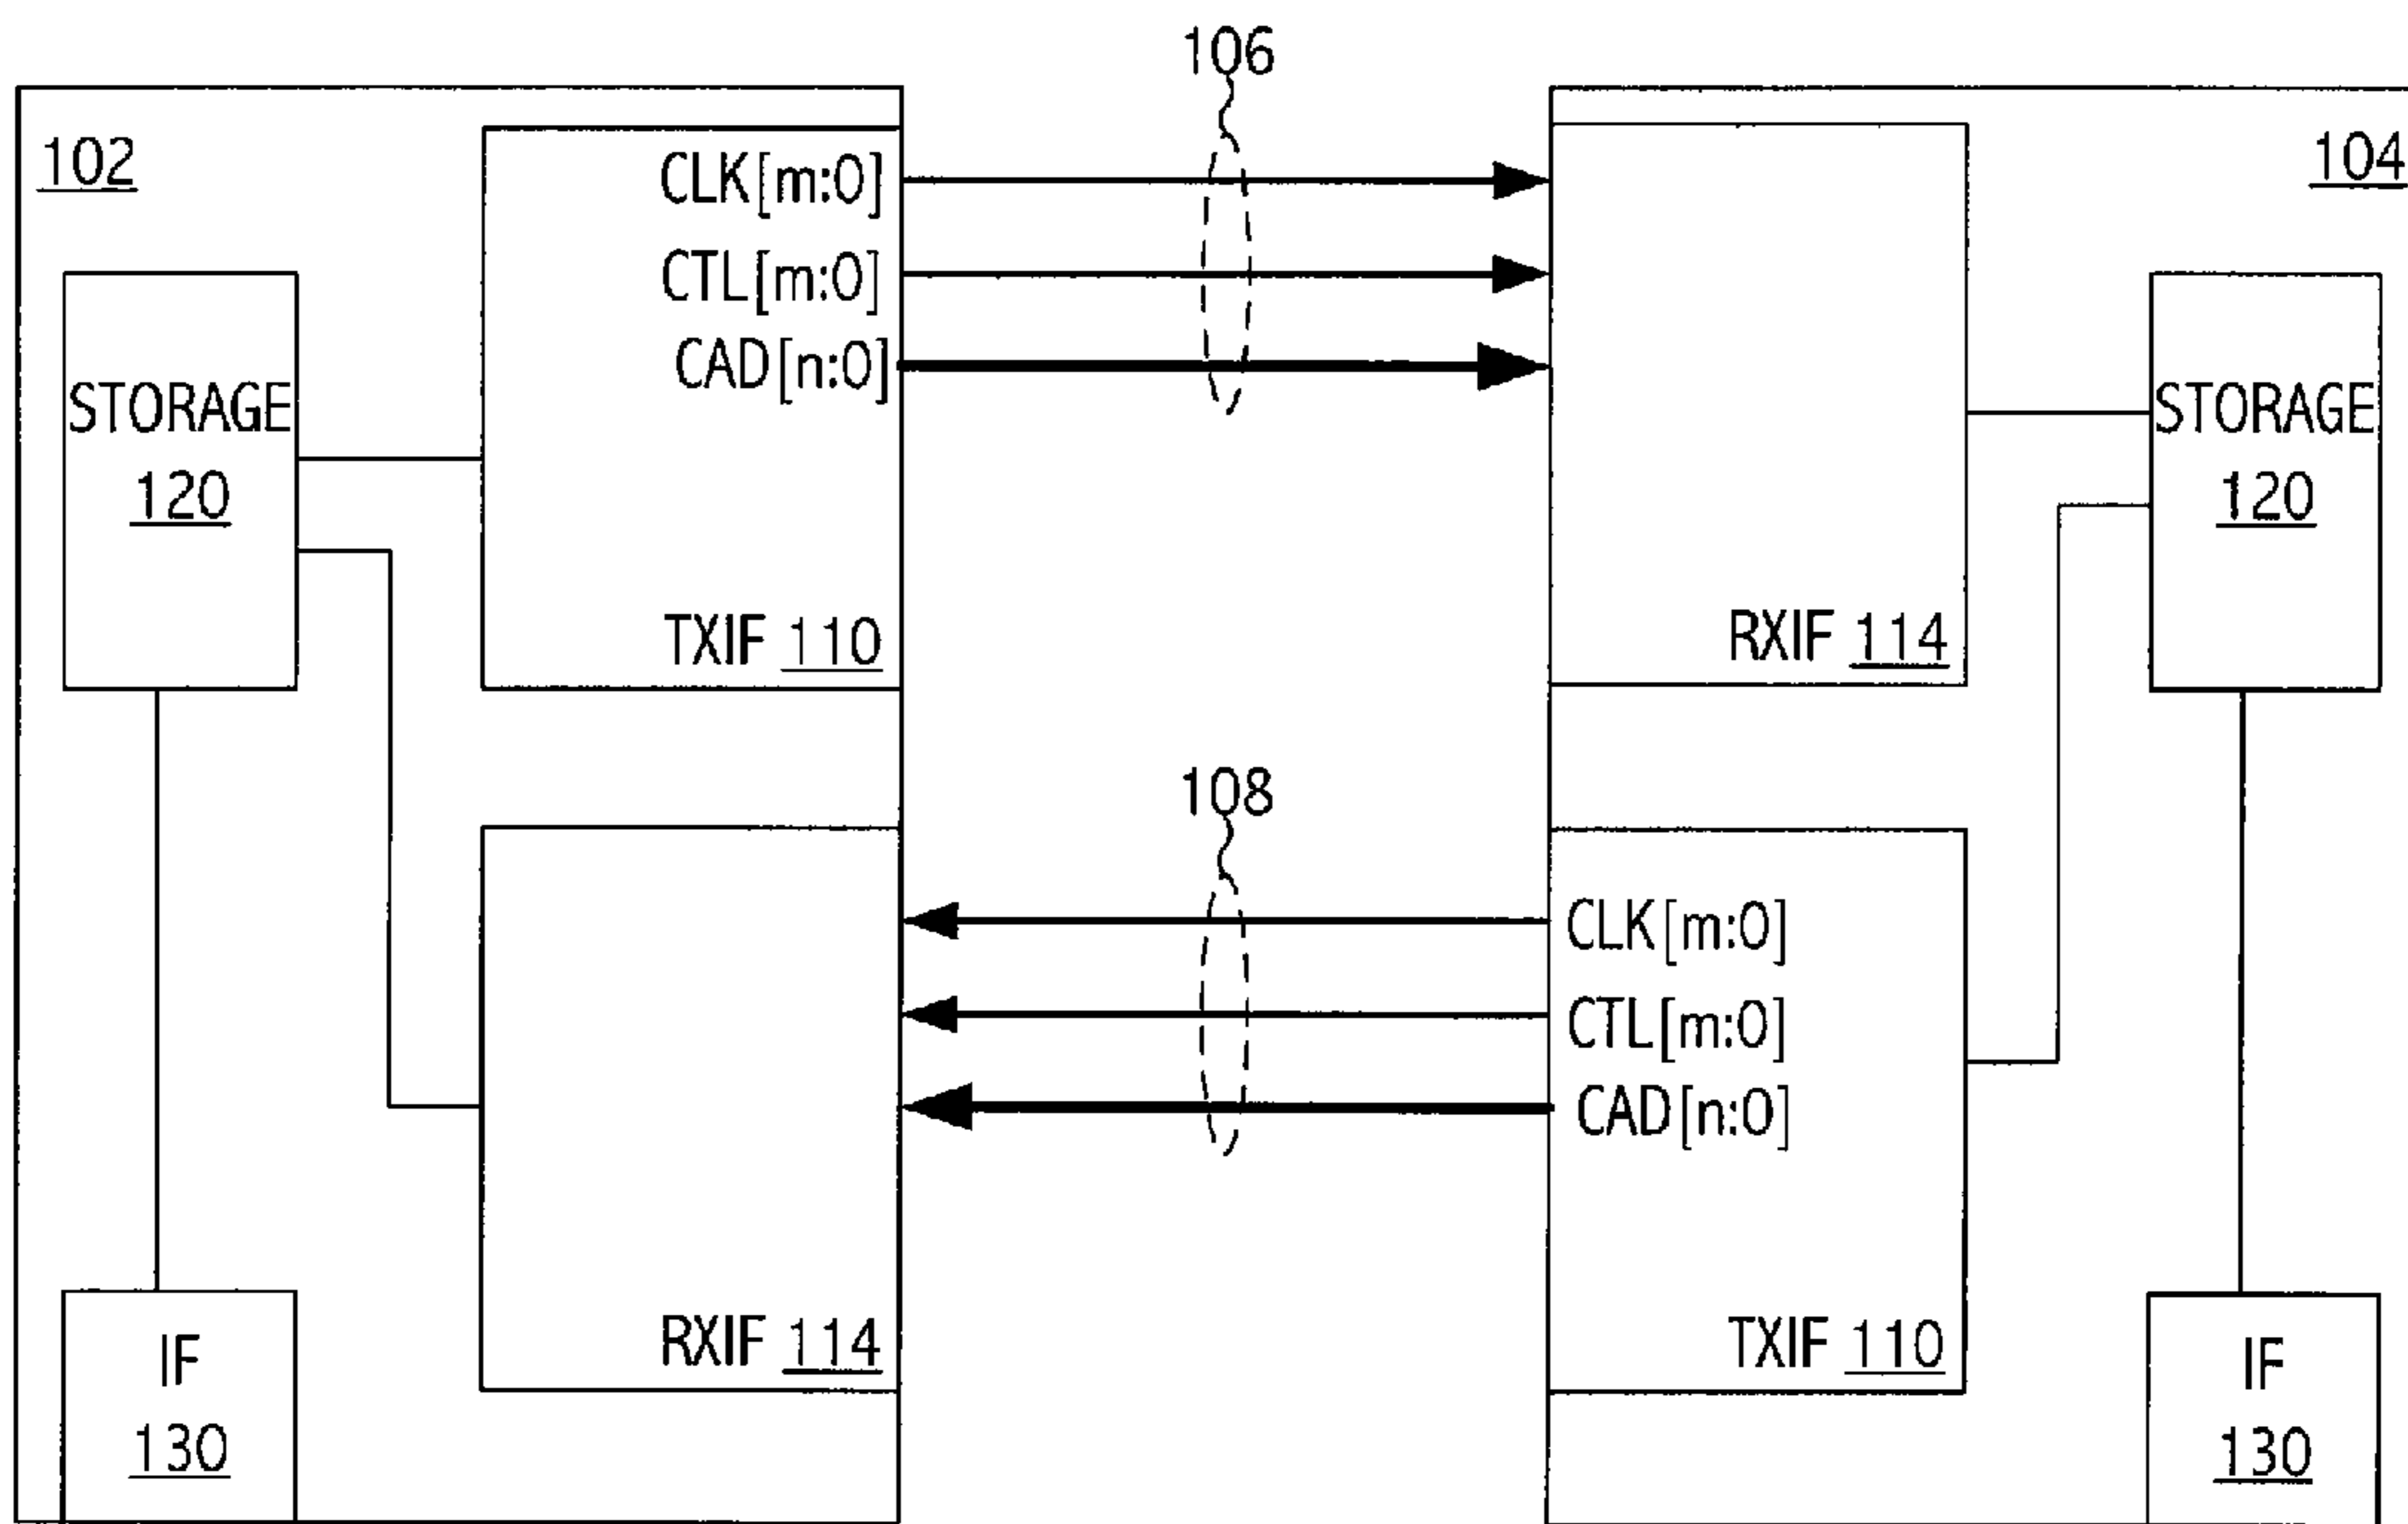 106
102
104
CLK[m:0]
CTL[m:0]
CAD[n:0]
STORAGE
120
STORAGE
120
TXIF 110
RXIF 114
108
CLK[m:0]
CTL[m:0]
CAD[n:0]
RXIF 114
TXIF 110
IF
130
IF
130